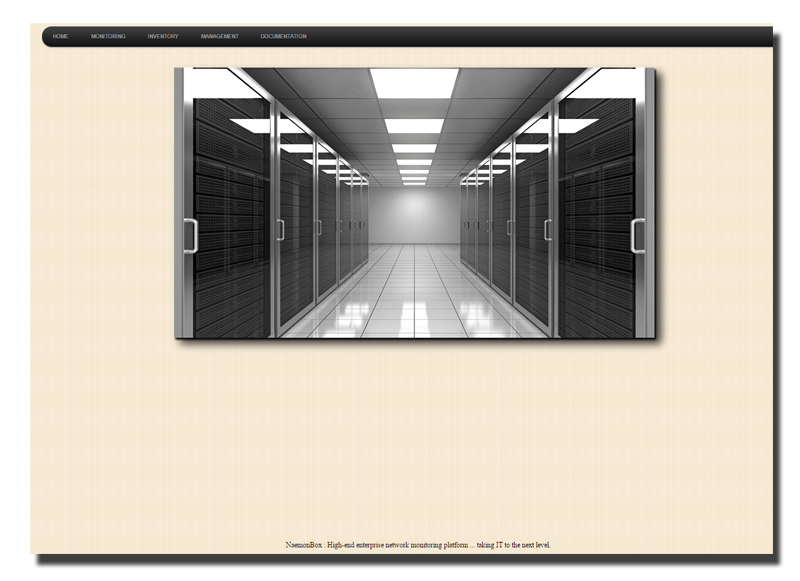 HOME MONITORING INVENTORY MANAGEMENT DOCUMENTATION
NaemonBox : High-end enterprise network monitoring platform ... taking IT to the next level.